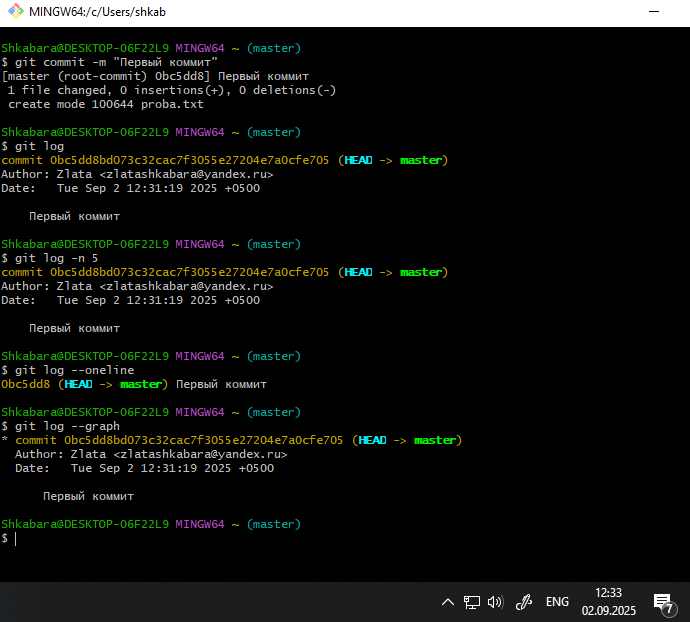 MINGW64:/c/Users/shkab
Shkabara@DESKTOP-O6F22L9 MINGW64 ~ (master)
$ git commit -m "Первый коммит"
[master (root-commit) 0bc5dd8] Первый коммит
 1 file changed, 0 insertions(+), 0 deletions(-)
 create mode 100644 proba.txt
Shkabara@DESKTOP-O6F22L9 MINGW64 ~ (master)
$ git log
commit 0bc5dd8bd073c32cac7f3055e27204e7a0cfe705 (HEAD -> master)
Author: Zlata <zlatashkabara@yandex.ru>
Date:   Tue Sep 2 12:31:19 2025 +0500
    Первый коммит
Shkabara@DESKTOP-O6F22L9 MINGW64 ~ (master)
$ git log -n 5
commit 0bc5dd8bd073c32cac7f3055e27204e7a0cfe705 (HEAD -> master)
Author: Zlata <zlatashkabara@yandex.ru>
Date:   Tue Sep 2 12:31:19 2025 +0500
    Первый коммит
Shkabara@DESKTOP-O6F22L9 MINGW64 ~ (master)
$ git log --oneline
0bc5dd8 (HEAD -> master) Первый коммит
Shkabara@DESKTOP-O6F22L9 MINGW64 ~ (master)
$ git log --graph
* commit 0bc5dd8bd073c32cac7f3055e27204e7a0cfe705 (HEAD -> master)
  Author: Zlata <zlatashkabara@yandex.ru>
  Date:   Tue Sep 2 12:31:19 2025 +0500
      Первый коммит
Shkabara@DESKTOP-O6F22L9 MINGW64 ~ (master)
$
ENG
12:33
02.09.2025
7